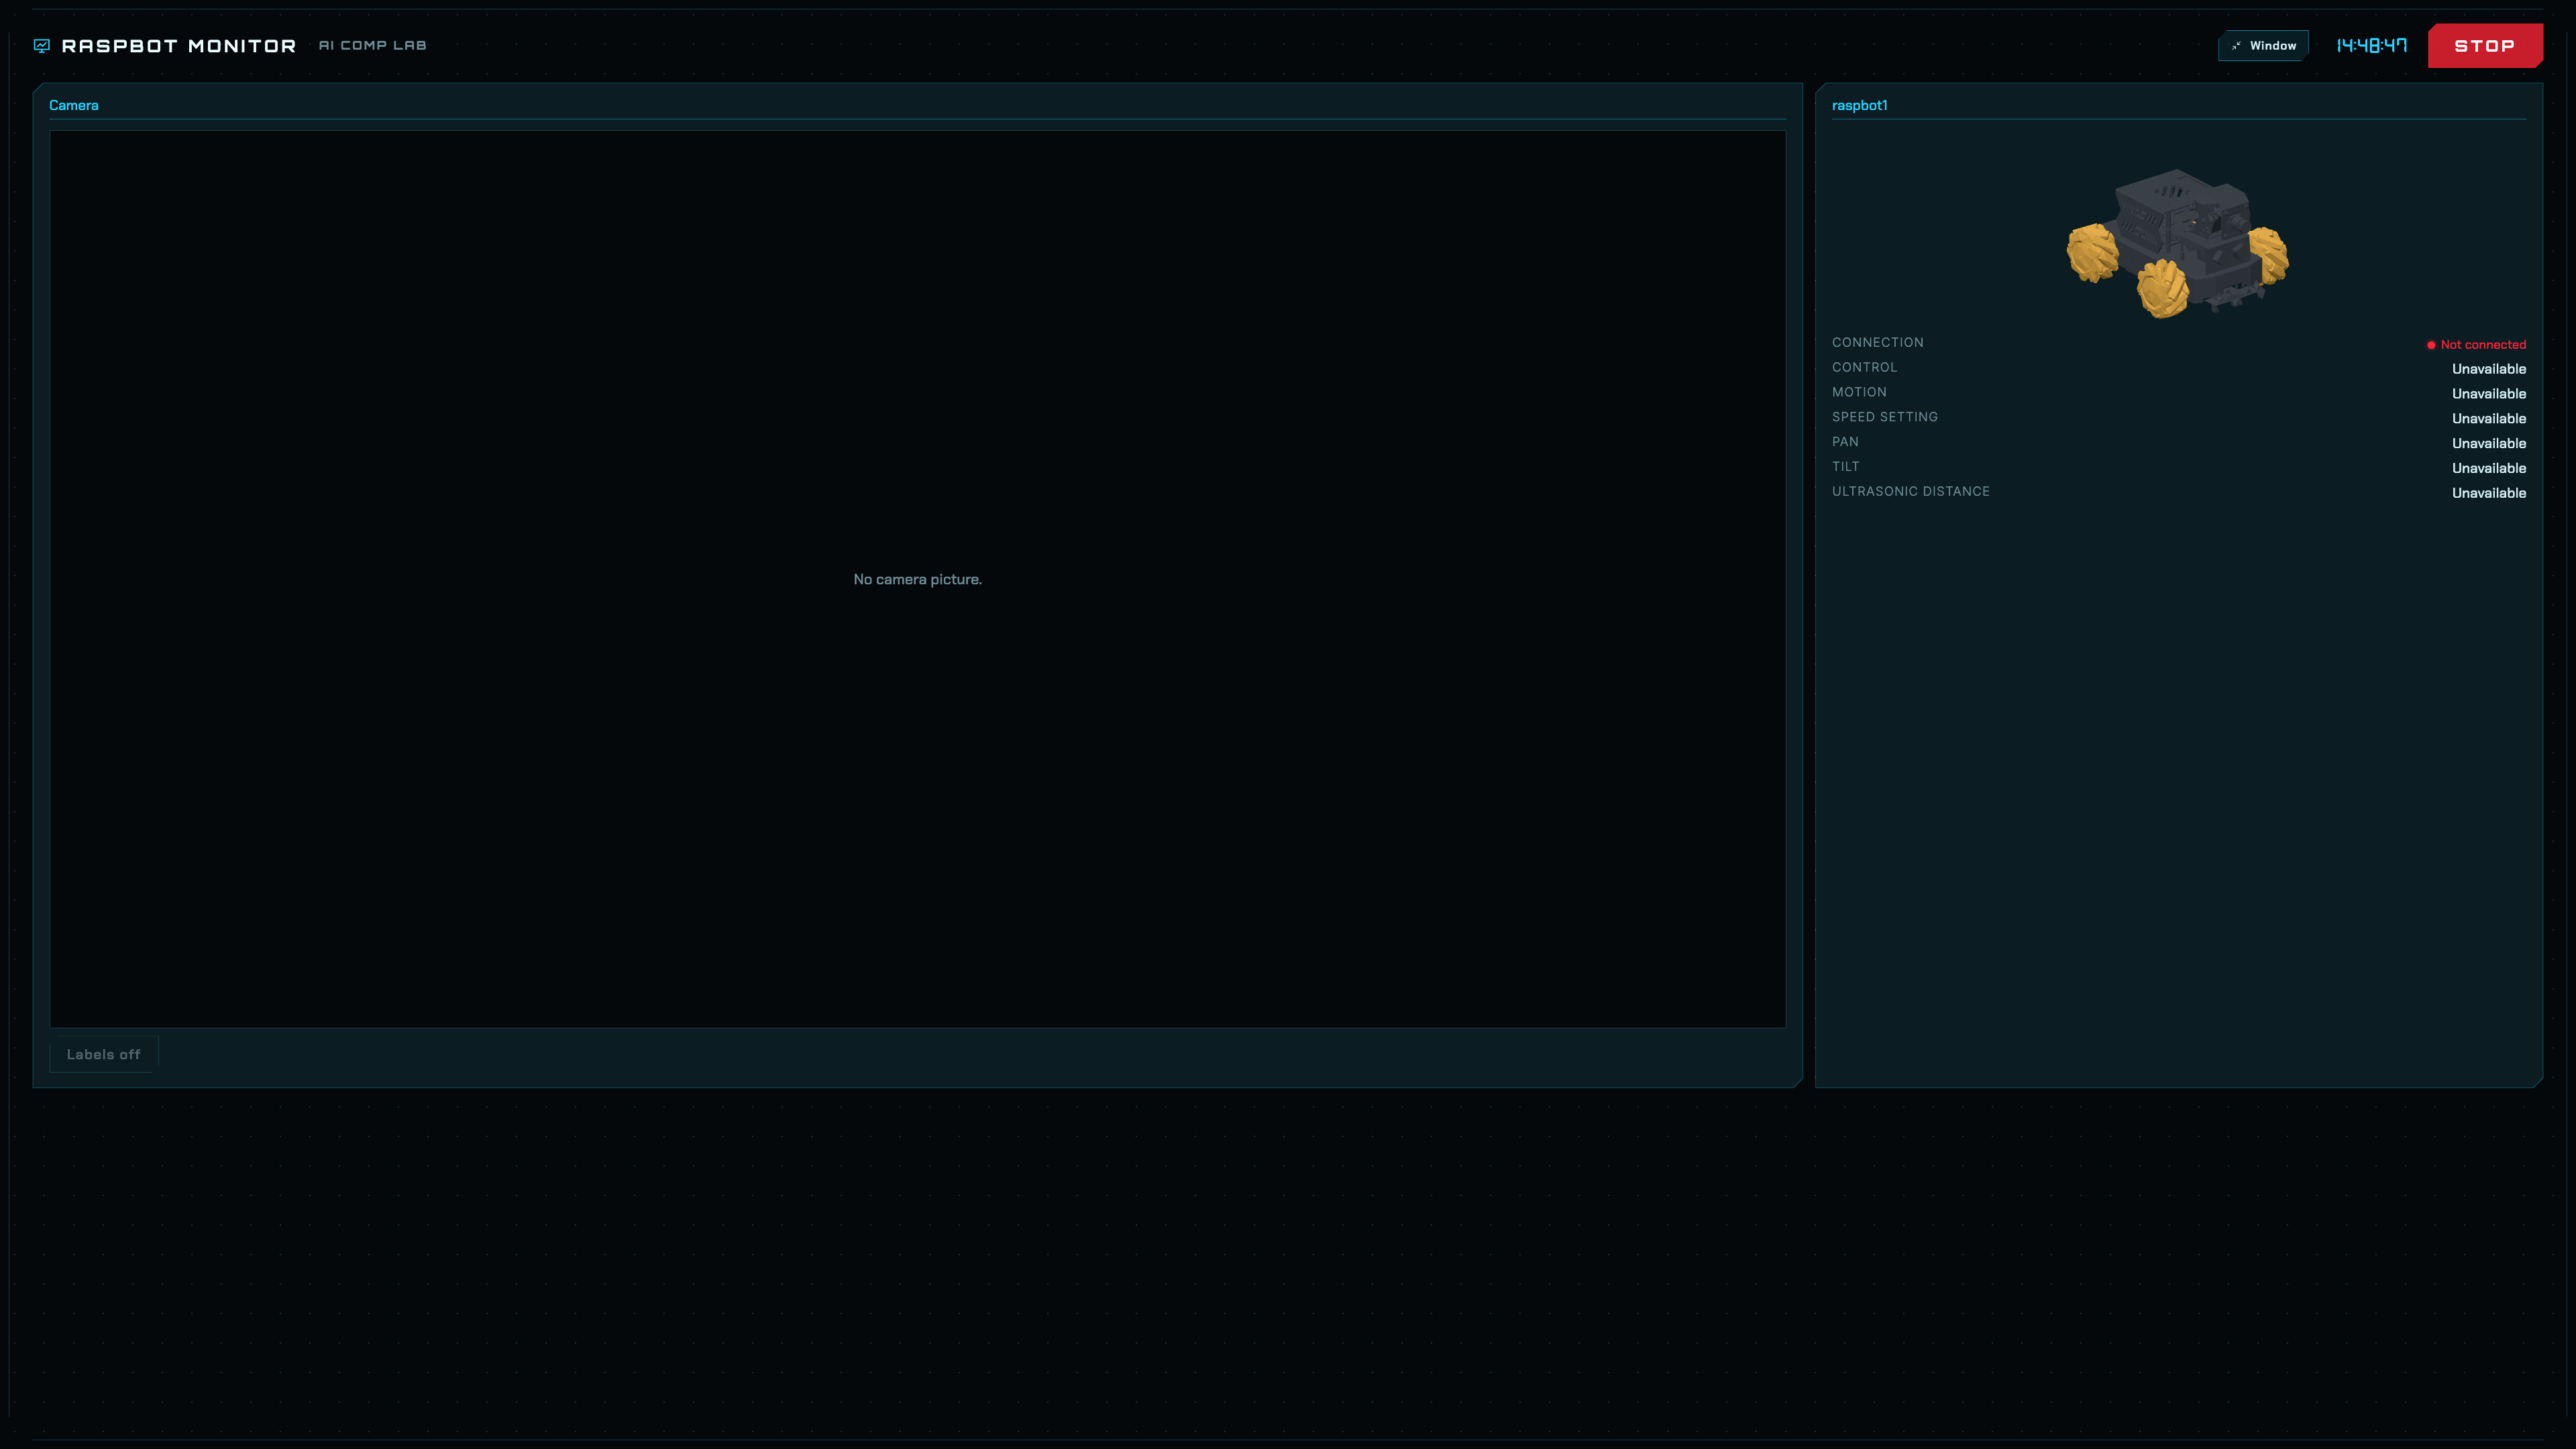 RASPBOT MONITOR AI COMP LAB
Window 14:48:47 STOP
Camera
No camera picture.
Labels off
raspbot1
CONNECTION Not connected
CONTROL Unavailable
MOTION Unavailable
SPEED SETTING Unavailable
PAN Unavailable
TILT Unavailable
ULTRASONIC DISTANCE Unavailable